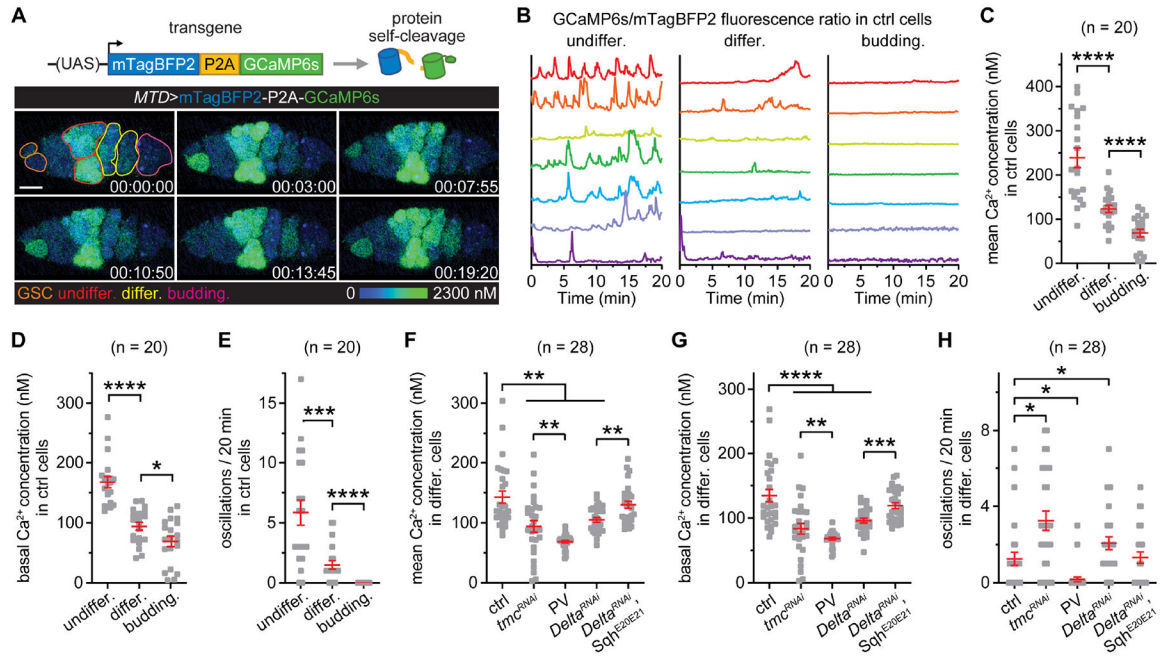 A
transgene
protein
self-cleavage
(UAS) mTagBFP2 P2A GCaMP6s
MTD>mTagBFP2-P2A-GCaMP6s
00:00:00 00:03:00 00:07:55
00:10:50 00:13:45 00:19:20
GSC undiffer. differ. budding. 0 2300 nM
B
GCaMP6s/mTagBFP2 fluorescence ratio in ctrl cells
undiffer. differ. budding.
0 5 10 15 20 0 5 10 15 20 0 5 10 15 20
Time (min) Time (min) Time (min)
C
(n = 20)
mean Ca2+ concentration (nM)
in ctrl cells
400
300
200
100
0
**** ****
undiffer. differ. budding.
D
(n = 20)
basal Ca2+ concentration (nM)
in ctrl cells
300
200
100
0
**** *
undiffer. differ. budding.
E
(n = 20)
oscillations / 20 min
in ctrl cells
15
10
5
0
*** ****
undiffer. differ. budding.
F
(n = 28)
mean Ca2+ concentration (nM)
in differ. cells
300
200
100
0
**
** **
ctrl
tmcRNAi
PV
DeltaRNAi
DeltaRNAi,
SqhE20E21
G
(n = 28)
basal Ca2+ concentration (nM)
in differ. cells
300
200
100
0
****
** ***
ctrl
tmcRNAi
PV
DeltaRNAi
DeltaRNAi,
SqhE20E21
H
(n = 28)
oscillations / 20 min
in differ. cells
8
4
0
*
*
*
ctrl
tmcRNAi
PV
DeltaRNAi
DeltaRNAi,
SqhE20E21